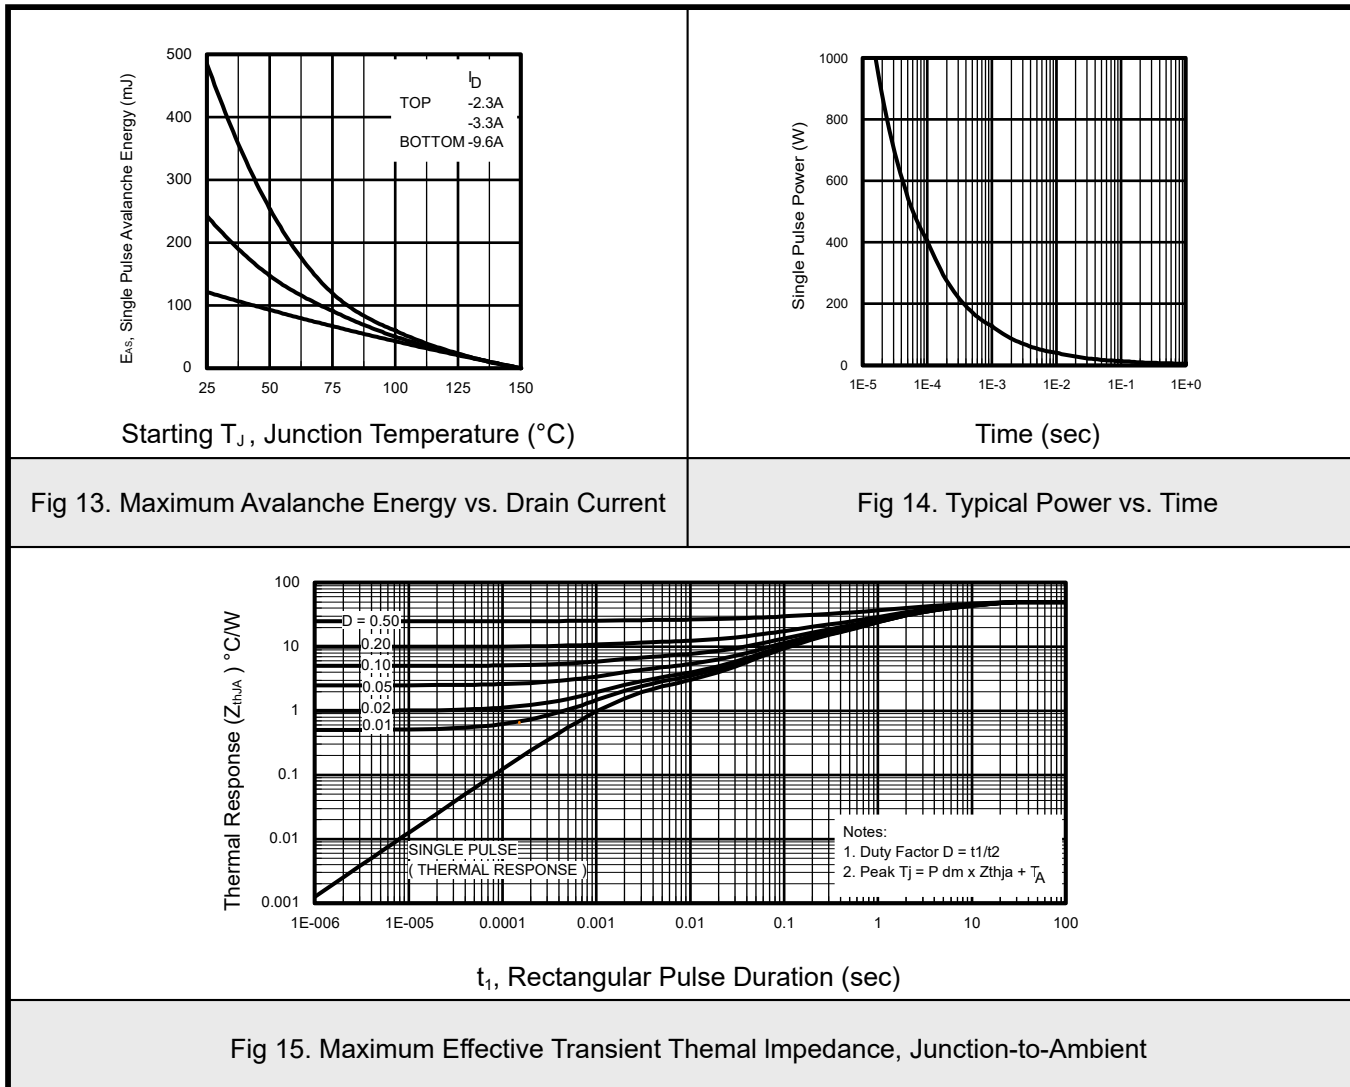 E_AS, Single Pulse Avalanche Energy (mJ)
500
400
300
200
100
0
I_D
TOP -2.3A
-3.3A
BOTTOM -9.6A
25 50 75 100 125 150
Starting T_J, Junction Temperature (°C)
Fig 13. Maximum Avalanche Energy vs. Drain Current
Single Pulse Power (W)
1000
800
600
400
200
0
1E-5 1E-4 1E-3 1E-2 1E-1 1E+0
Time (sec)
Fig 14. Typical Power vs. Time
Thermal Response (Z_thJA) °C/W
100
10
1
0.1
0.01
0.001
D = 0.50
0.20
0.10
0.05
0.02
0.01
SINGLE PULSE
( THERMAL RESPONSE )
Notes:
1. Duty Factor D = t1/t2
2. Peak Tj = P dm x Zthja + T_A
1E-006 1E-005 0.0001 0.001 0.01 0.1 1 10 100
t₁, Rectangular Pulse Duration (sec)
Fig 15. Maximum Effective Transient Themal Impedance, Junction-to-Ambient